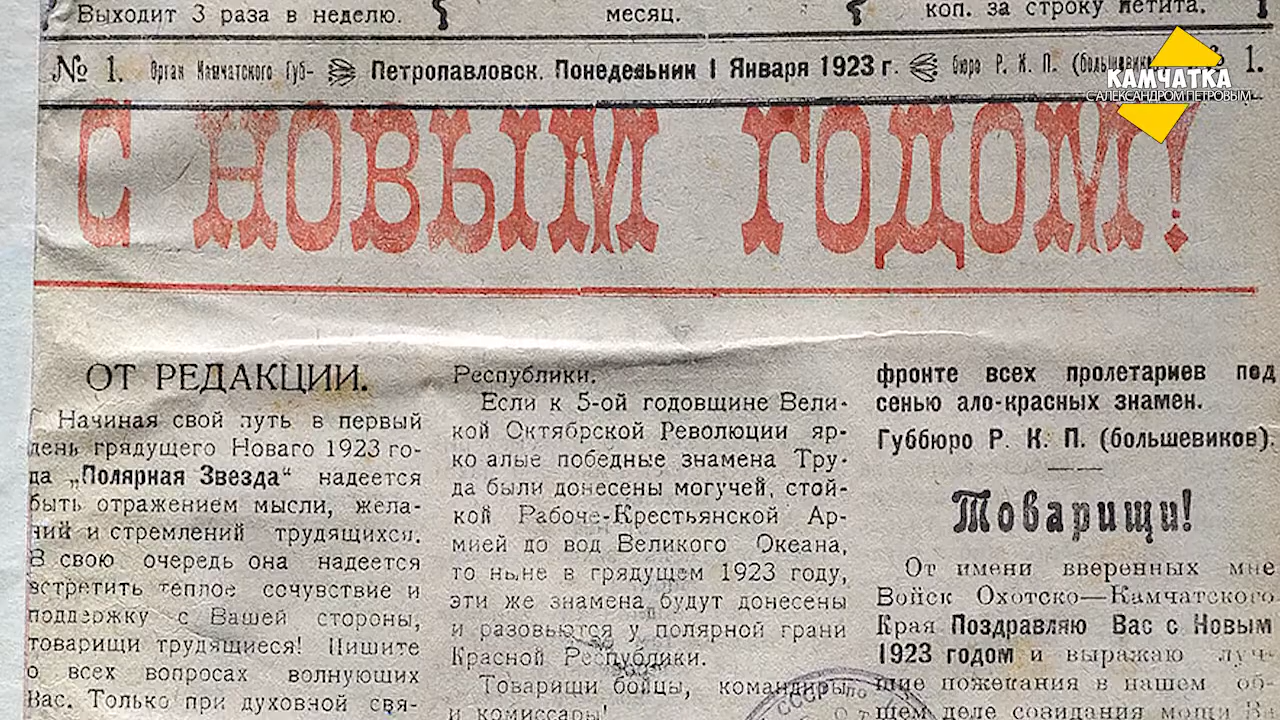 Выходит 3 раза в неделю.
месяц.
коп. за строку петита.
№ 1. Орган Камчатского Губ- Петропавловск. Понедельник 1 Января 1923 г. бюро Р. К. П. 1.
КАМЧАТКА
С АЛЕКСАНДРОМ ПЕТРОВЫМ
С НОВЫМ ГОДОМ!
ОТ РЕДАКЦИИ.
Начиная свой путь в первый
день грядущего Новаго 1923 го-
да „Полярная Звезда“ надеется
быть отражением мысли, жела-
ний и стремлений трудящихся.
В свою очередь она надеется
встретить теплое сочувствие и
поддержку с Вашей стороны,
товарищи трудящиеся! Пишите
о всех вопросах волнующих
Вас. Только при духовной свя-
Республики.
Если к 5-ой годовщине Вели-
кой Октябрской Революции яр-
ко алые победные знамена Тру-
да были донесены могучей, стой-
кой Рабоче-Крестьянской Ар-
мией до вод Великого Океана,
то ныне в грядущем 1923 году,
эти же знамена будут донесены
и разовьются у полярной грани
Красной Республики.
Товарищи бойцы, командиры
и комиссары!
фронте всех пролетариев под
сенью ало-красных знамен.
Губбюро Р. К. П. (большевиков).
Товарищи!
От имени вверенных мне
Войск Охотско—Камчатского
Края Поздравляю Вас с Новым
1923 годом и выражаю луч-
шие пожелания в нашем об-
щем деле созидания мощи
СССР
по